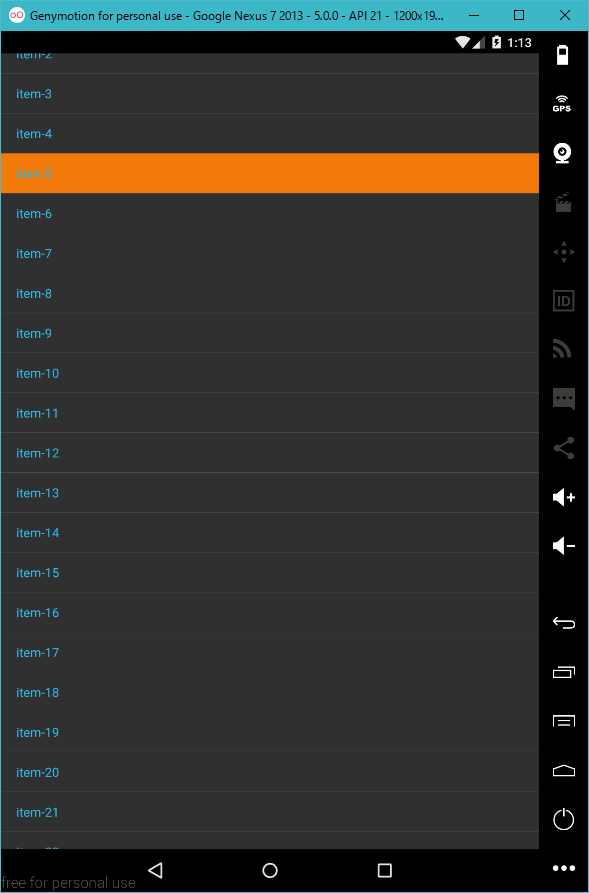 Genymotion for personal use - Google Nexus 7 2013 - 5.0.0 - API 21 - 1200x19...
1:13
item-2
GPS
item-3
item-4
item-5
item-6
item-7
ID
item-8
item-9
item-10
item-11
item-12
item-13
item-14
item-15
item-16
item-17
item-18
item-19
item-20
item-21
free for personal use